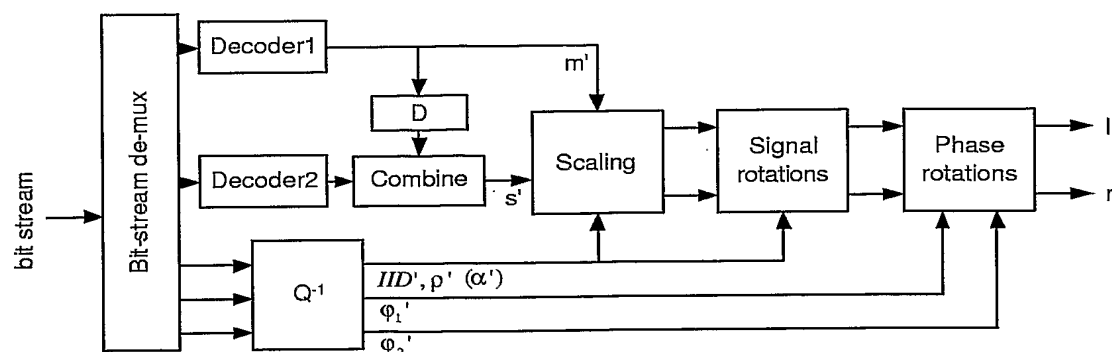 Decoder1
m'
D
l
Scaling
Signal
rotations
Phase
rotations
Decoder2
Combine
s'
r
bit stream
Bit-stream de-mux
Q-1
IID', ρ' (α')
φ1'
φ2'